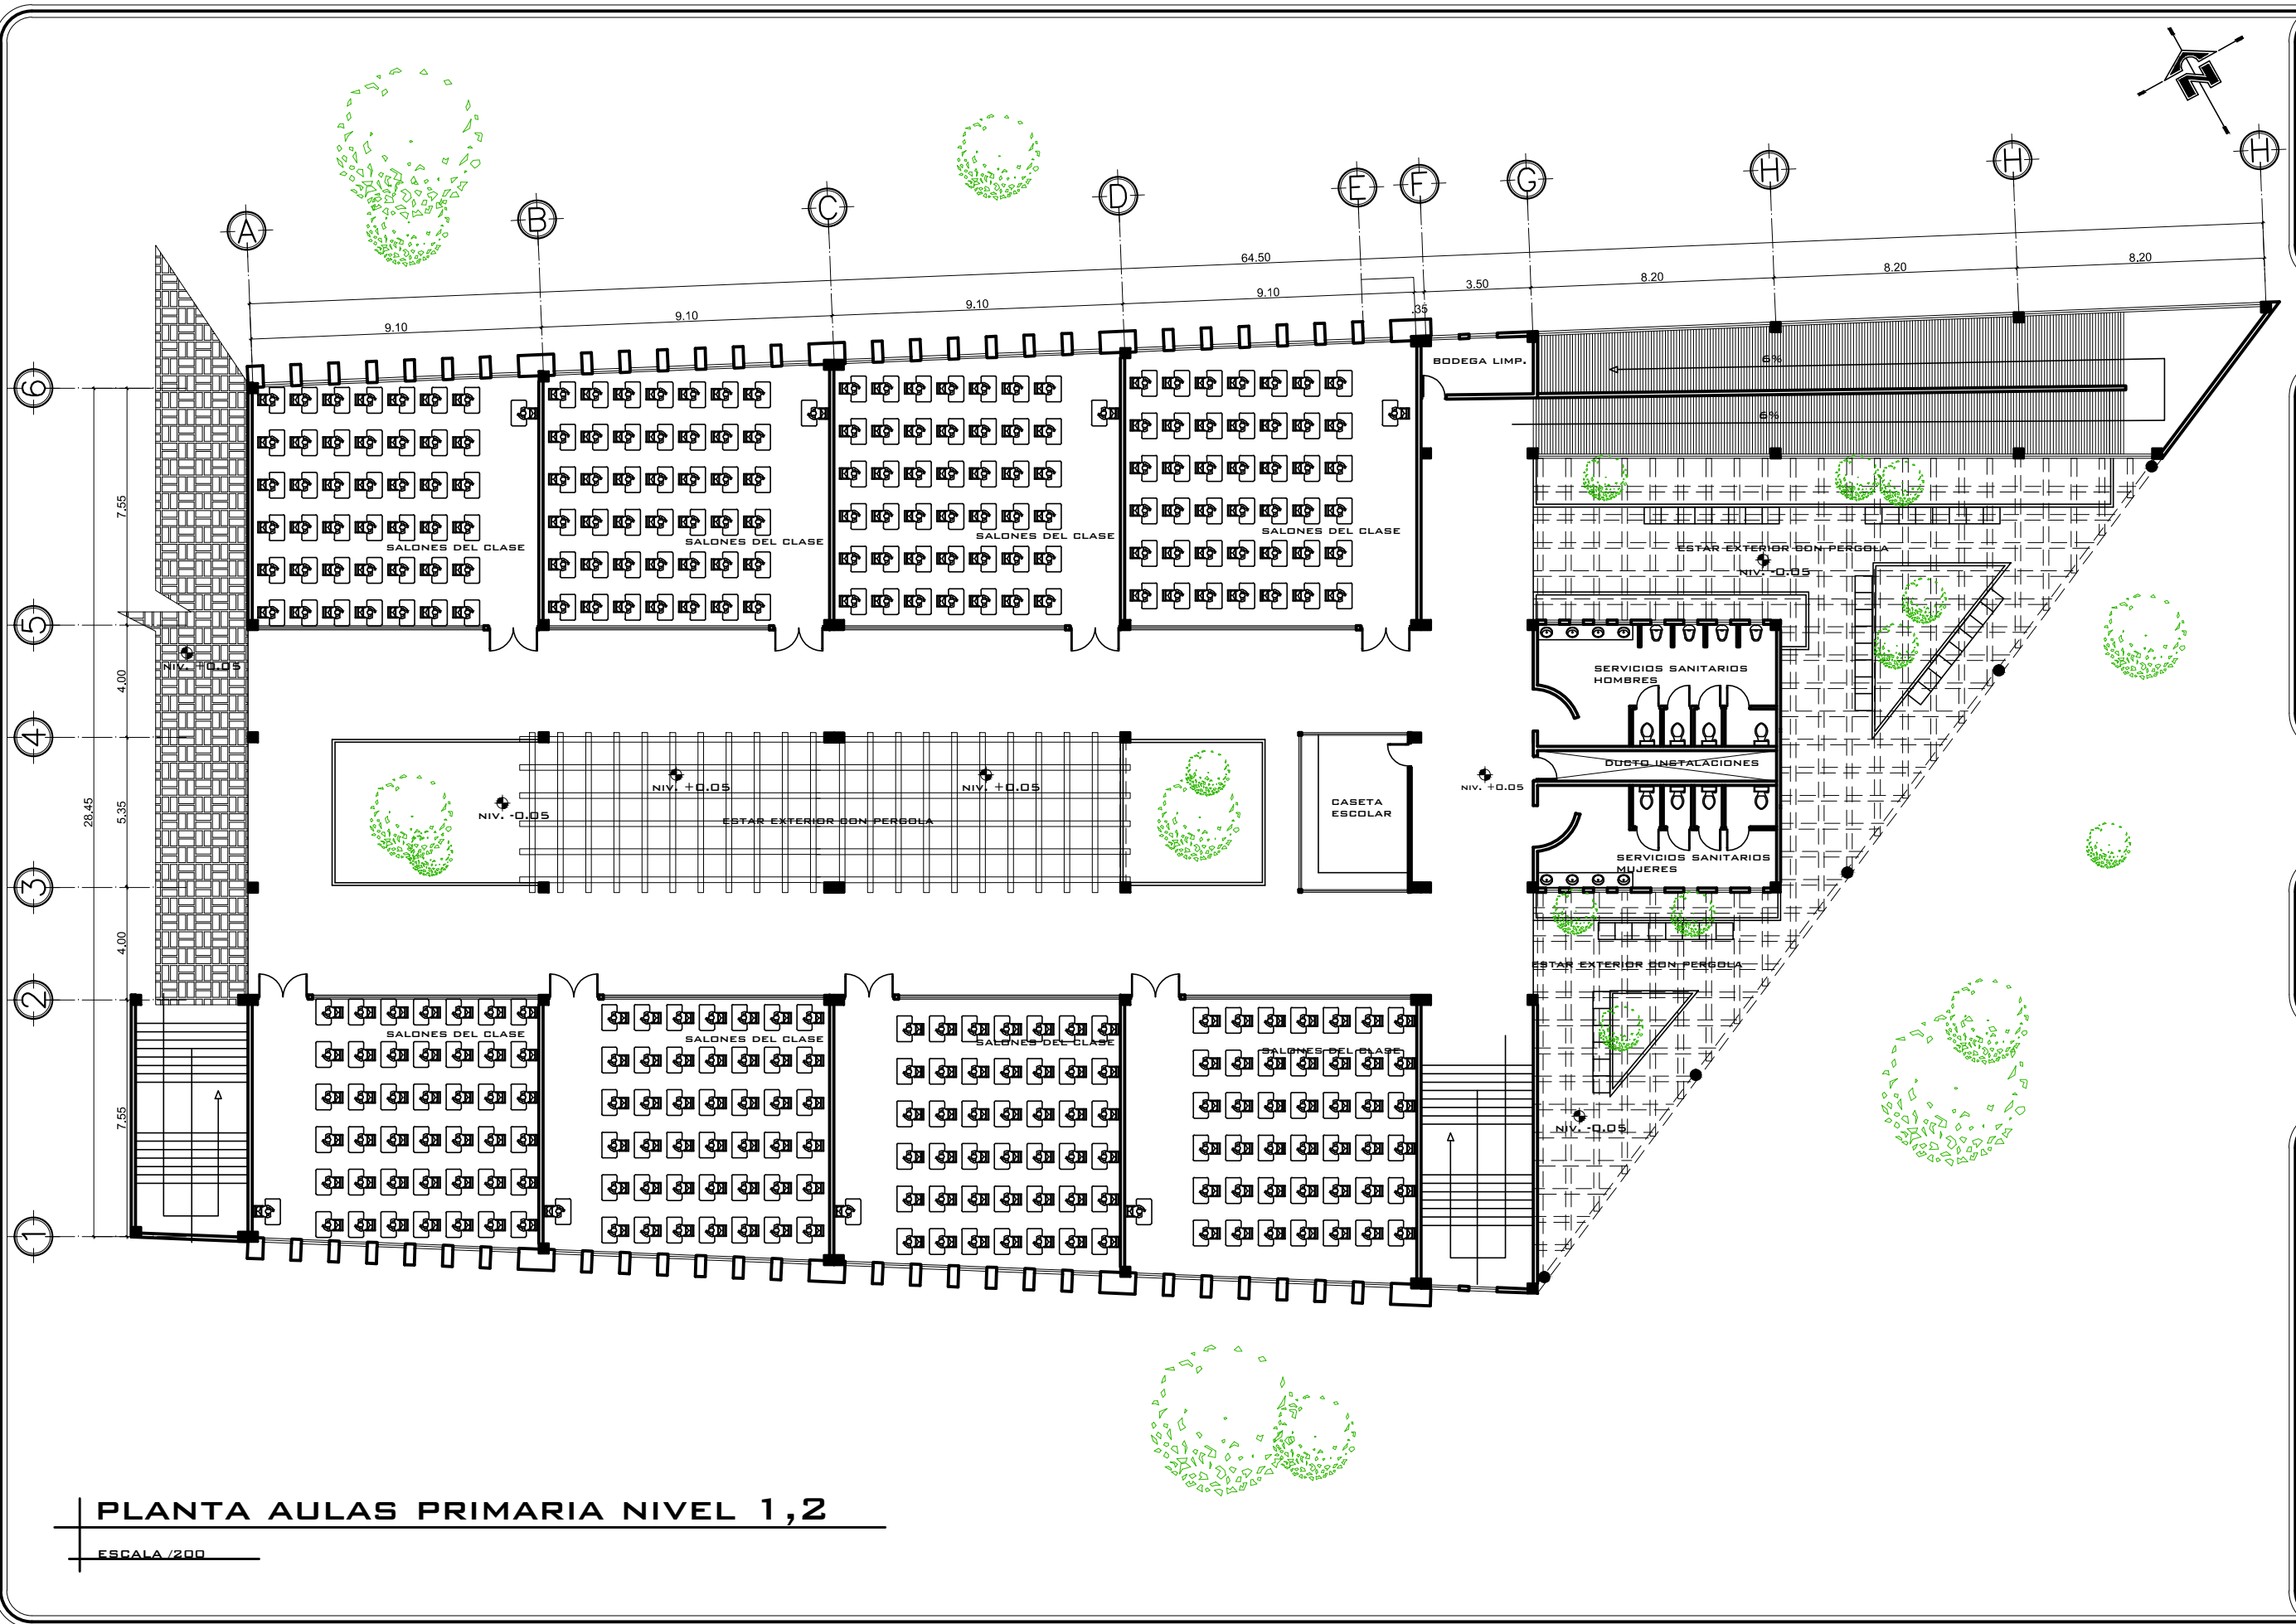 N
A
B
C
D
E
F
G
H
H
H
64.50
9.10
9.10
9.10
9.10
.35
3.50
8.20
8.20
8.20
6
5
4
3
2
1
28.45
7.55
4.00
5.35
4.00
7.55
BODEGA LIMP.
6%
6%
SALONES DEL CLASE
SALONES DEL CLASE
SALONES DEL CLASE
SALONES DEL CLASE
ESTAR EXTERIOR CON PERGOLA
NIV. -0.05
NIV. +0.05
SERVICIOS SANITARIOS
HOMBRES
DUCTO INSTALACIONES
NIV. -0.05
NIV. +0.05
NIV. +0.05
ESTAR EXTERIOR CON PERGOLA
CASETA
ESCOLAR
NIV. +0.05
SERVICIOS SANITARIOS
MUJERES
ESTAR EXTERIOR CON PERGOLA
SALONES DEL CLASE
SALONES DEL CLASE
SALONES DEL CLASE
SALONES DEL CLASE
NIV. -0.05
PLANTA AULAS PRIMARIA NIVEL 1,2
ESCALA /200